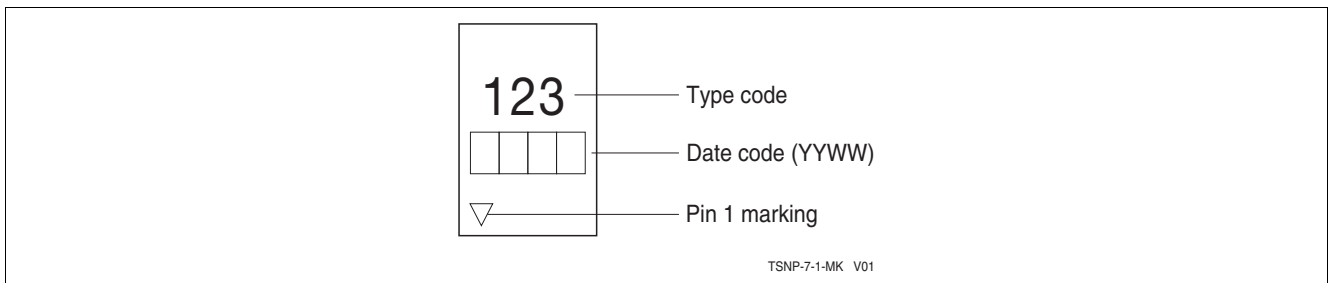 123
Type code
Date code (YYWW)
Pin 1 marking
TSNP-7-1-MK V01